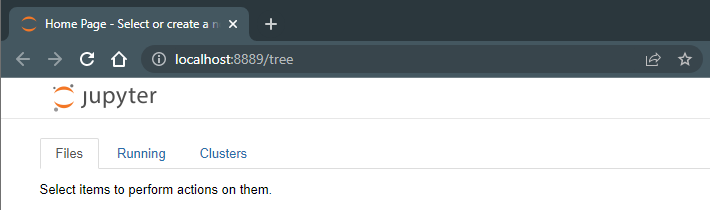 Home Page - Select or create a n
localhost:8889/tree
jupyter
Files Running Clusters
Select items to perform actions on them.